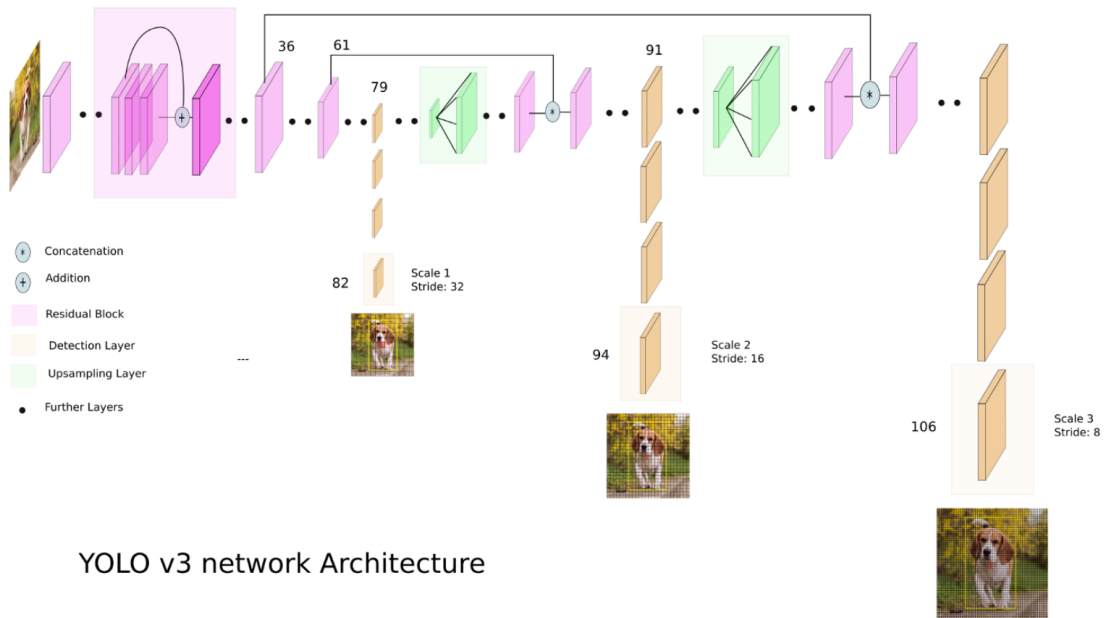 36
61
91
79
*
*
+
* Concatenation
+ Addition
Residual Block
Detection Layer
Upsampling Layer
Further Layers
---
82
Scale 1
Stride: 32
94
Scale 2
Stride: 16
106
Scale 3
Stride: 8
YOLO v3 network Architecture